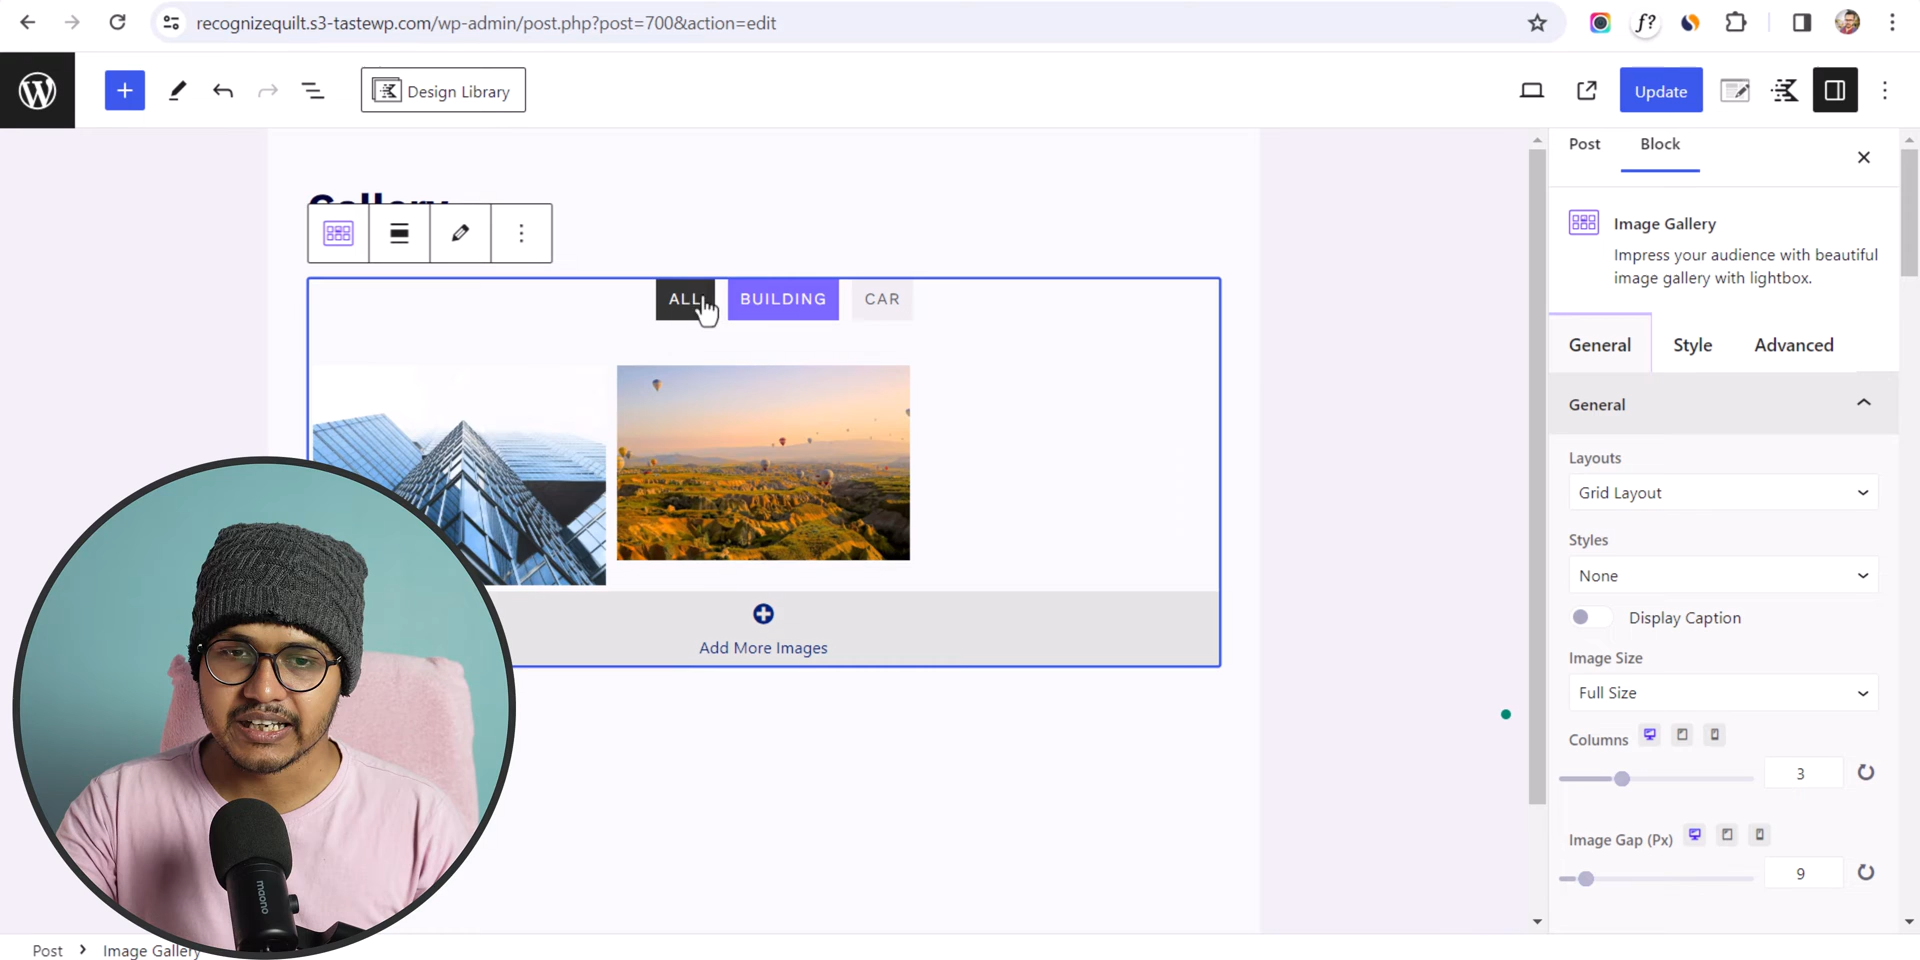 recognizequilt.s3-tastewp.com/wp-admin/post.php?post=700&action=edit
f?
Design Library
Update
Post
Block
Gallery
Image Gallery
Impress your audience with beautiful
image gallery with lightbox.
ALL
BUILDING
CAR
General
Style
Advanced
General
Layouts
Grid Layout
Styles
None
Display Caption
Image Size
Full Size
Columns
3
Image Gap (Px)
9
Add More Images
maono
Post
Image Gallery